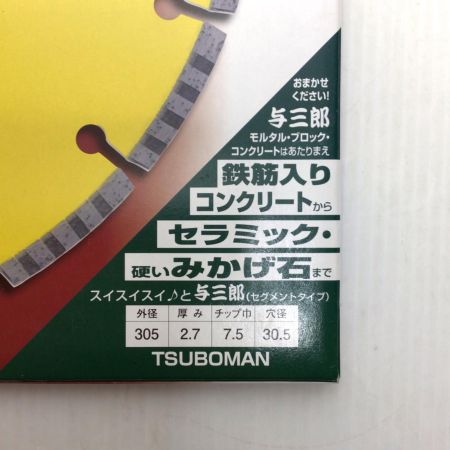 おまかせ
ください!
与三郎
モルタル・ブロック・
コンクリートはあたりまえ
鉄筋入り
コンクリートから
セラミック・
硬いみかげ石まで
スイスイスイ♪と与三郎(セグメントタイプ)
外径 厚み チップ巾 穴径
305 2.7 7.5 30.5
TSUBOMAN